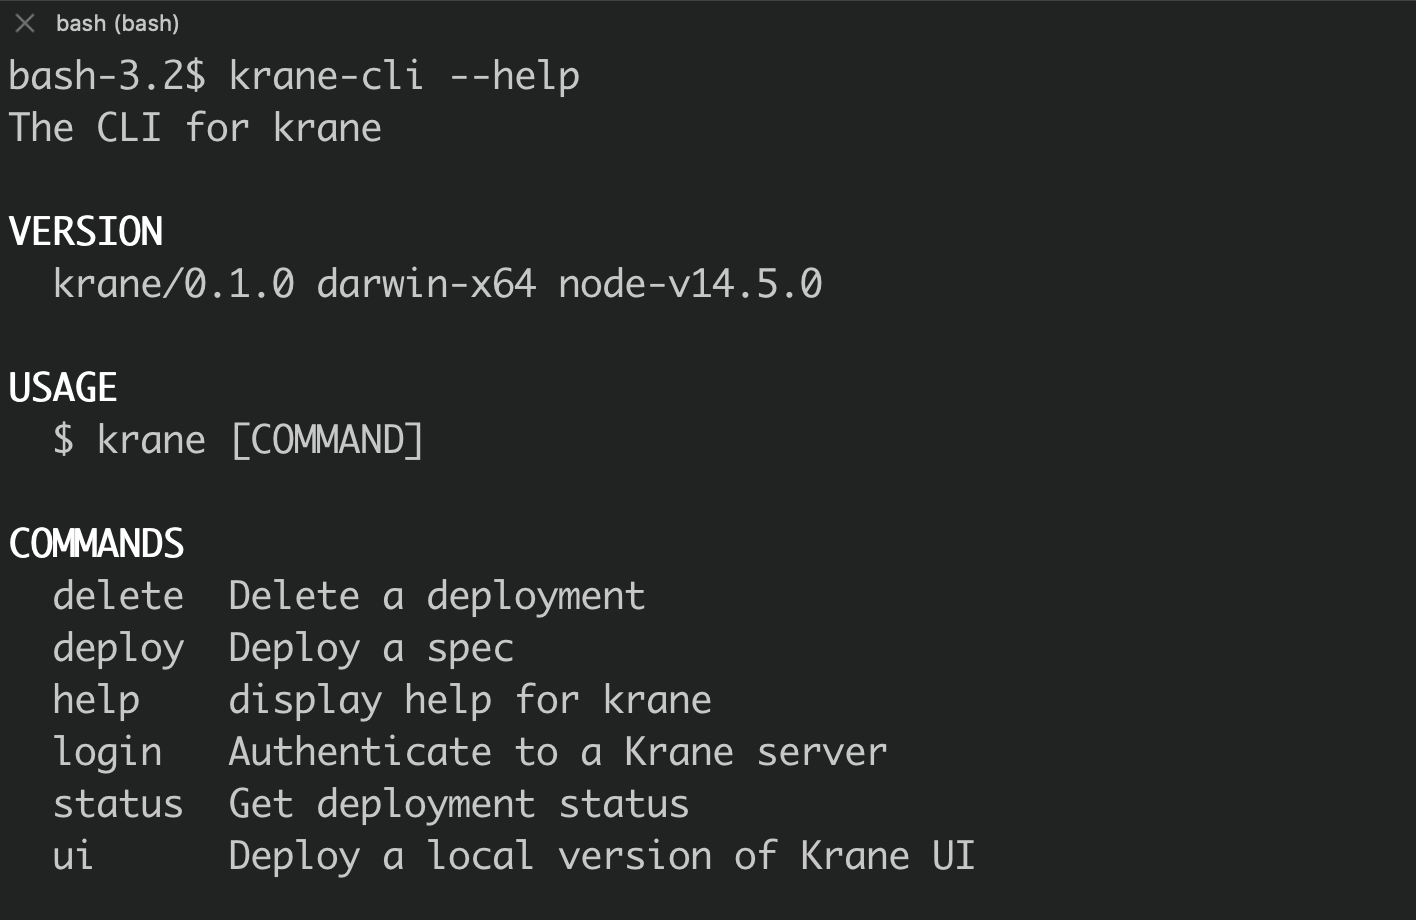 bash (bash)
bash-3.2$ krane-cli --help
The CLI for krane
VERSION
krane/0.1.0 darwin-x64 node-v14.5.0
USAGE
$ krane [COMMAND]
COMMANDS
delete  Delete a deployment
deploy  Deploy a spec
help    display help for krane
login   Authenticate to a Krane server
status  Get deployment status
ui      Deploy a local version of Krane UI